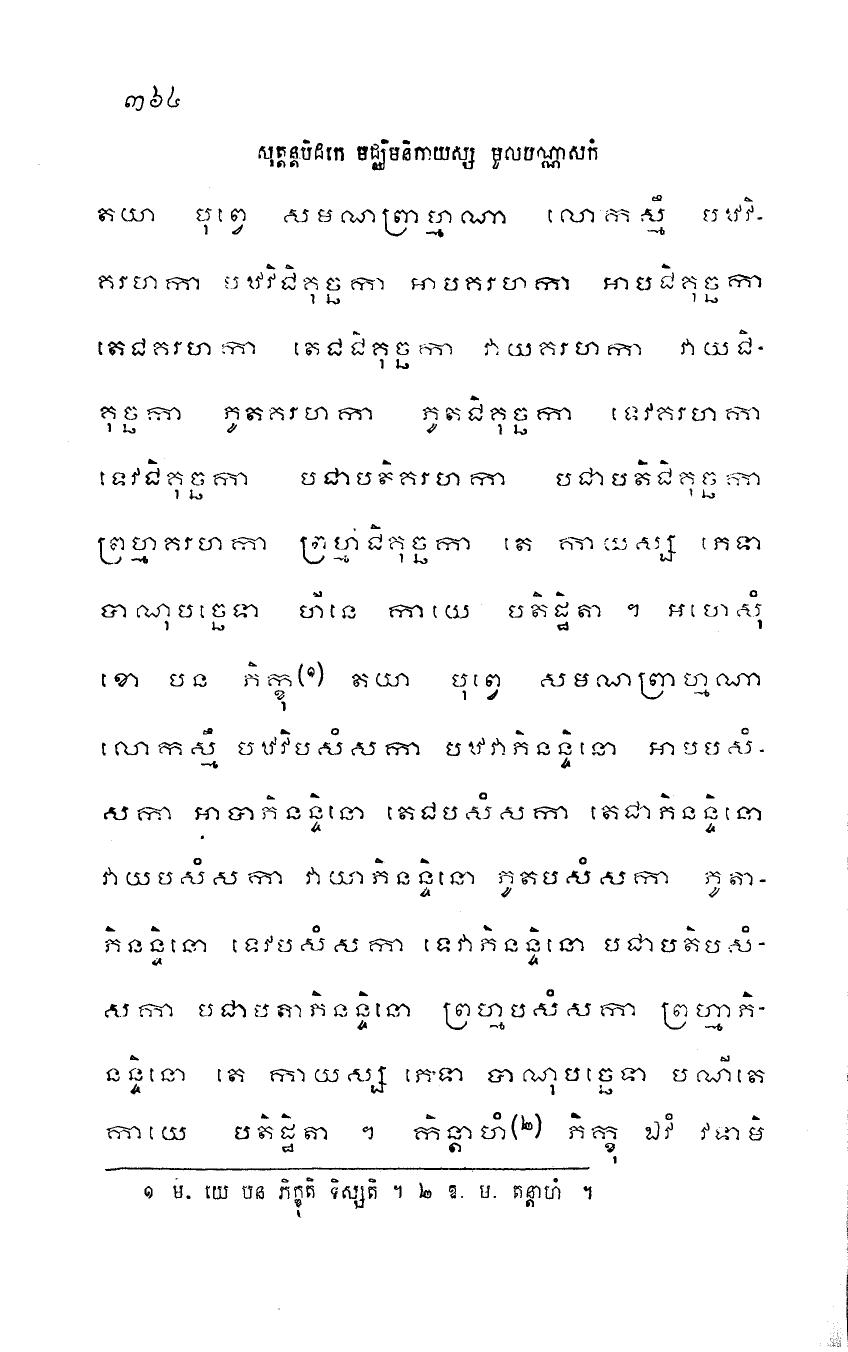 ៣៦៤
សុត្តន្តបិដកេ មជ្ឈិមនិកាយស្ស មូលបណ្ណាសកំ
តយា បុព្វេ សមណព្រាហ្មណា លោកស្មឹ បឋវិ-
គរហកា បឋវិជិគុច្ឆកា អាបគរហកា អាបជិគុច្ឆកា
តេជគរហកា តេជជិគុច្ឆកា វាយគរហកា វាយជិ-
គុច្ឆកា ភូតគរហកា ភូតជិគុច្ឆកា ទេវគរហកា
ទេវជិគុច្ឆកា បជាបតិគរហកា បជាបតិជិគុច្ឆកា
ព្រហ្មគរហកា ព្រហ្មជិគុច្ឆកា តេ កាយស្ស ភេទា
បាណុបច្ឆេទា ហីនេ កាយេ បតិដ្ឋិតា ។ អហេសុំ
ខោ បន ភិក្ខុ(១) តយា បុព្វេ សមណព្រាហ្មណា
លោកស្មឹ បឋវិបសំសកា បឋវាភិនន្ទិនោ អាបបសំ-
សកា អាបាភិនន្ទិនោ តេជបសំសកា តេជាភិនន្ទិនោ
វាយបសំសកា វាយាភិនន្ទិនោ ភូតបសំសកា ភូតា-
ភិនន្ទិនោ ទេវបសំសកា ទេវាភិនន្ទិនោ បជាបតិបសំ-
សកា បជាបតាភិនន្ទិនោ ព្រហ្មបសំសកា ព្រហ្មាភិ-
នន្ទិនោ តេ កាយស្ស ភេទា បាណុបច្ឆេទា បណីតេ
កាយេ បតិដ្ឋិតា ។ កិន្តាហំ(២) ភិក្ខុ ឯវំ វទាមិ
១ ម. យេ បន ភិក្ខុតិ ទិស្សតិ ។ ២ ឱ. ម. តន្តាហំ ។